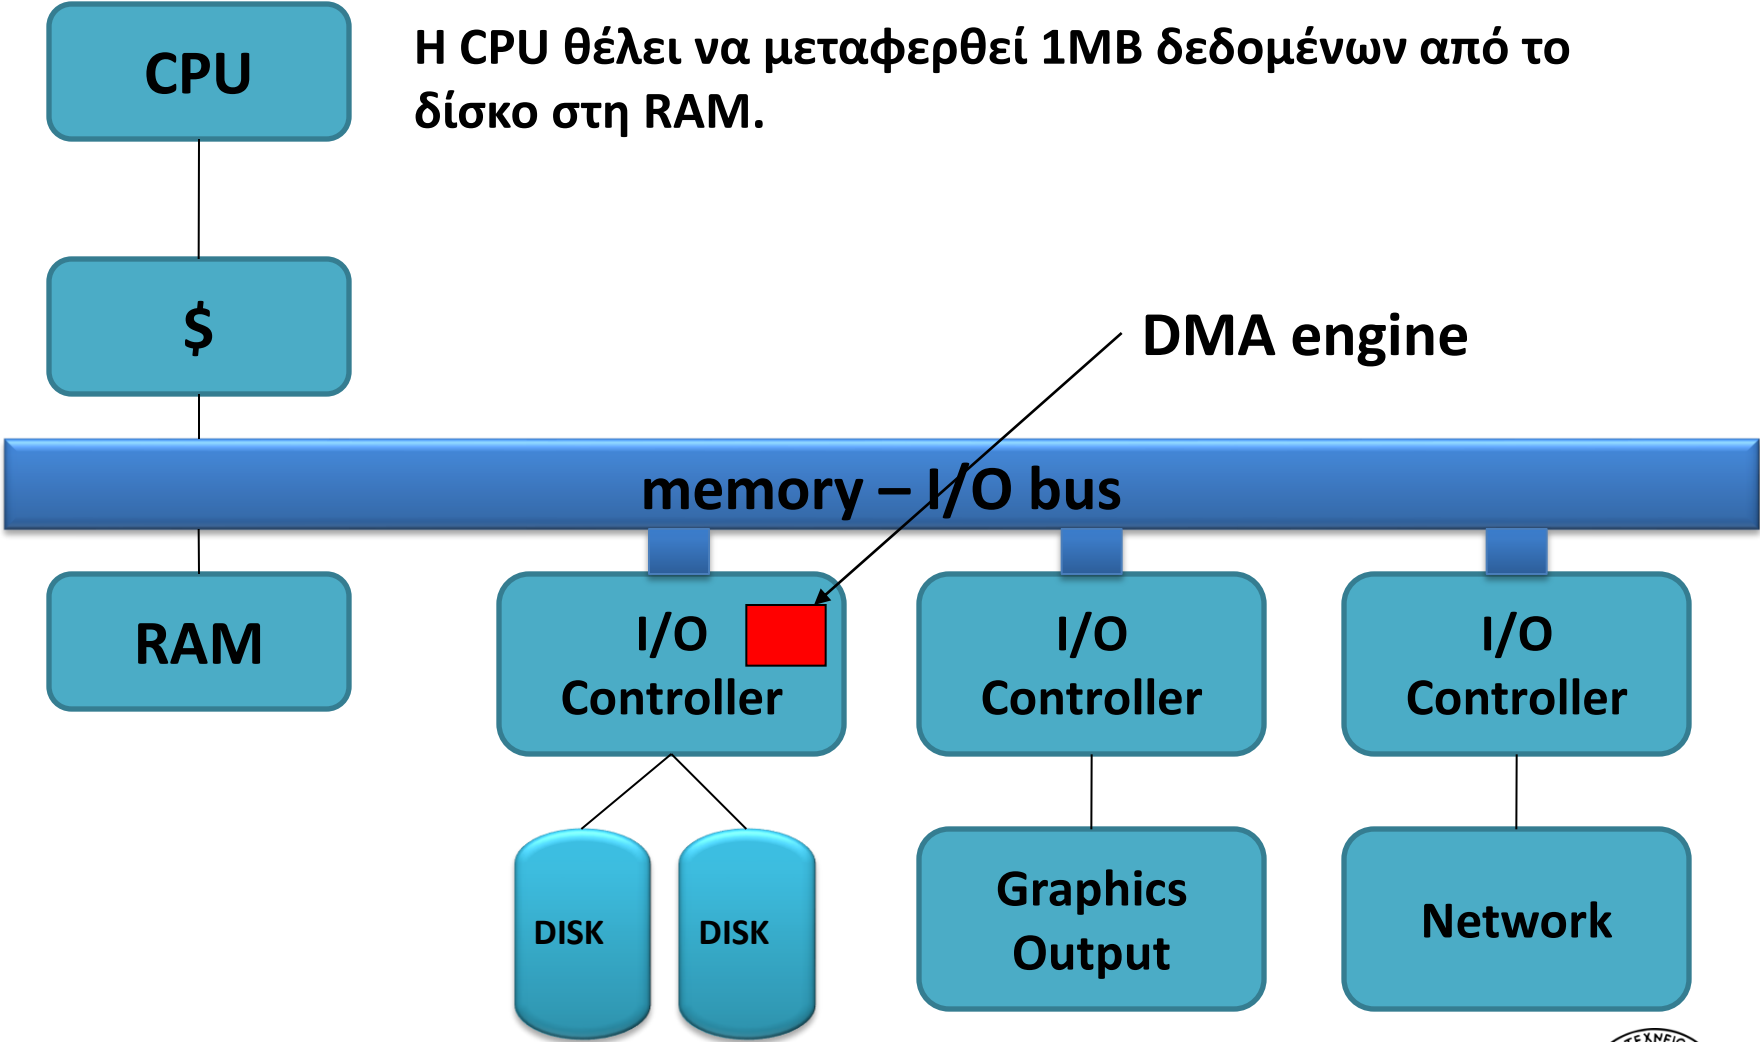 CPU
Η CPU θέλει να μεταφερθεί 1MB δεδομένων από το
δίσκο στη RAM.
$
DMA engine
memory – I/O bus
RAM
I/O
Controller
I/O
Controller
I/O
Controller
DISK
DISK
Graphics
Output
Network